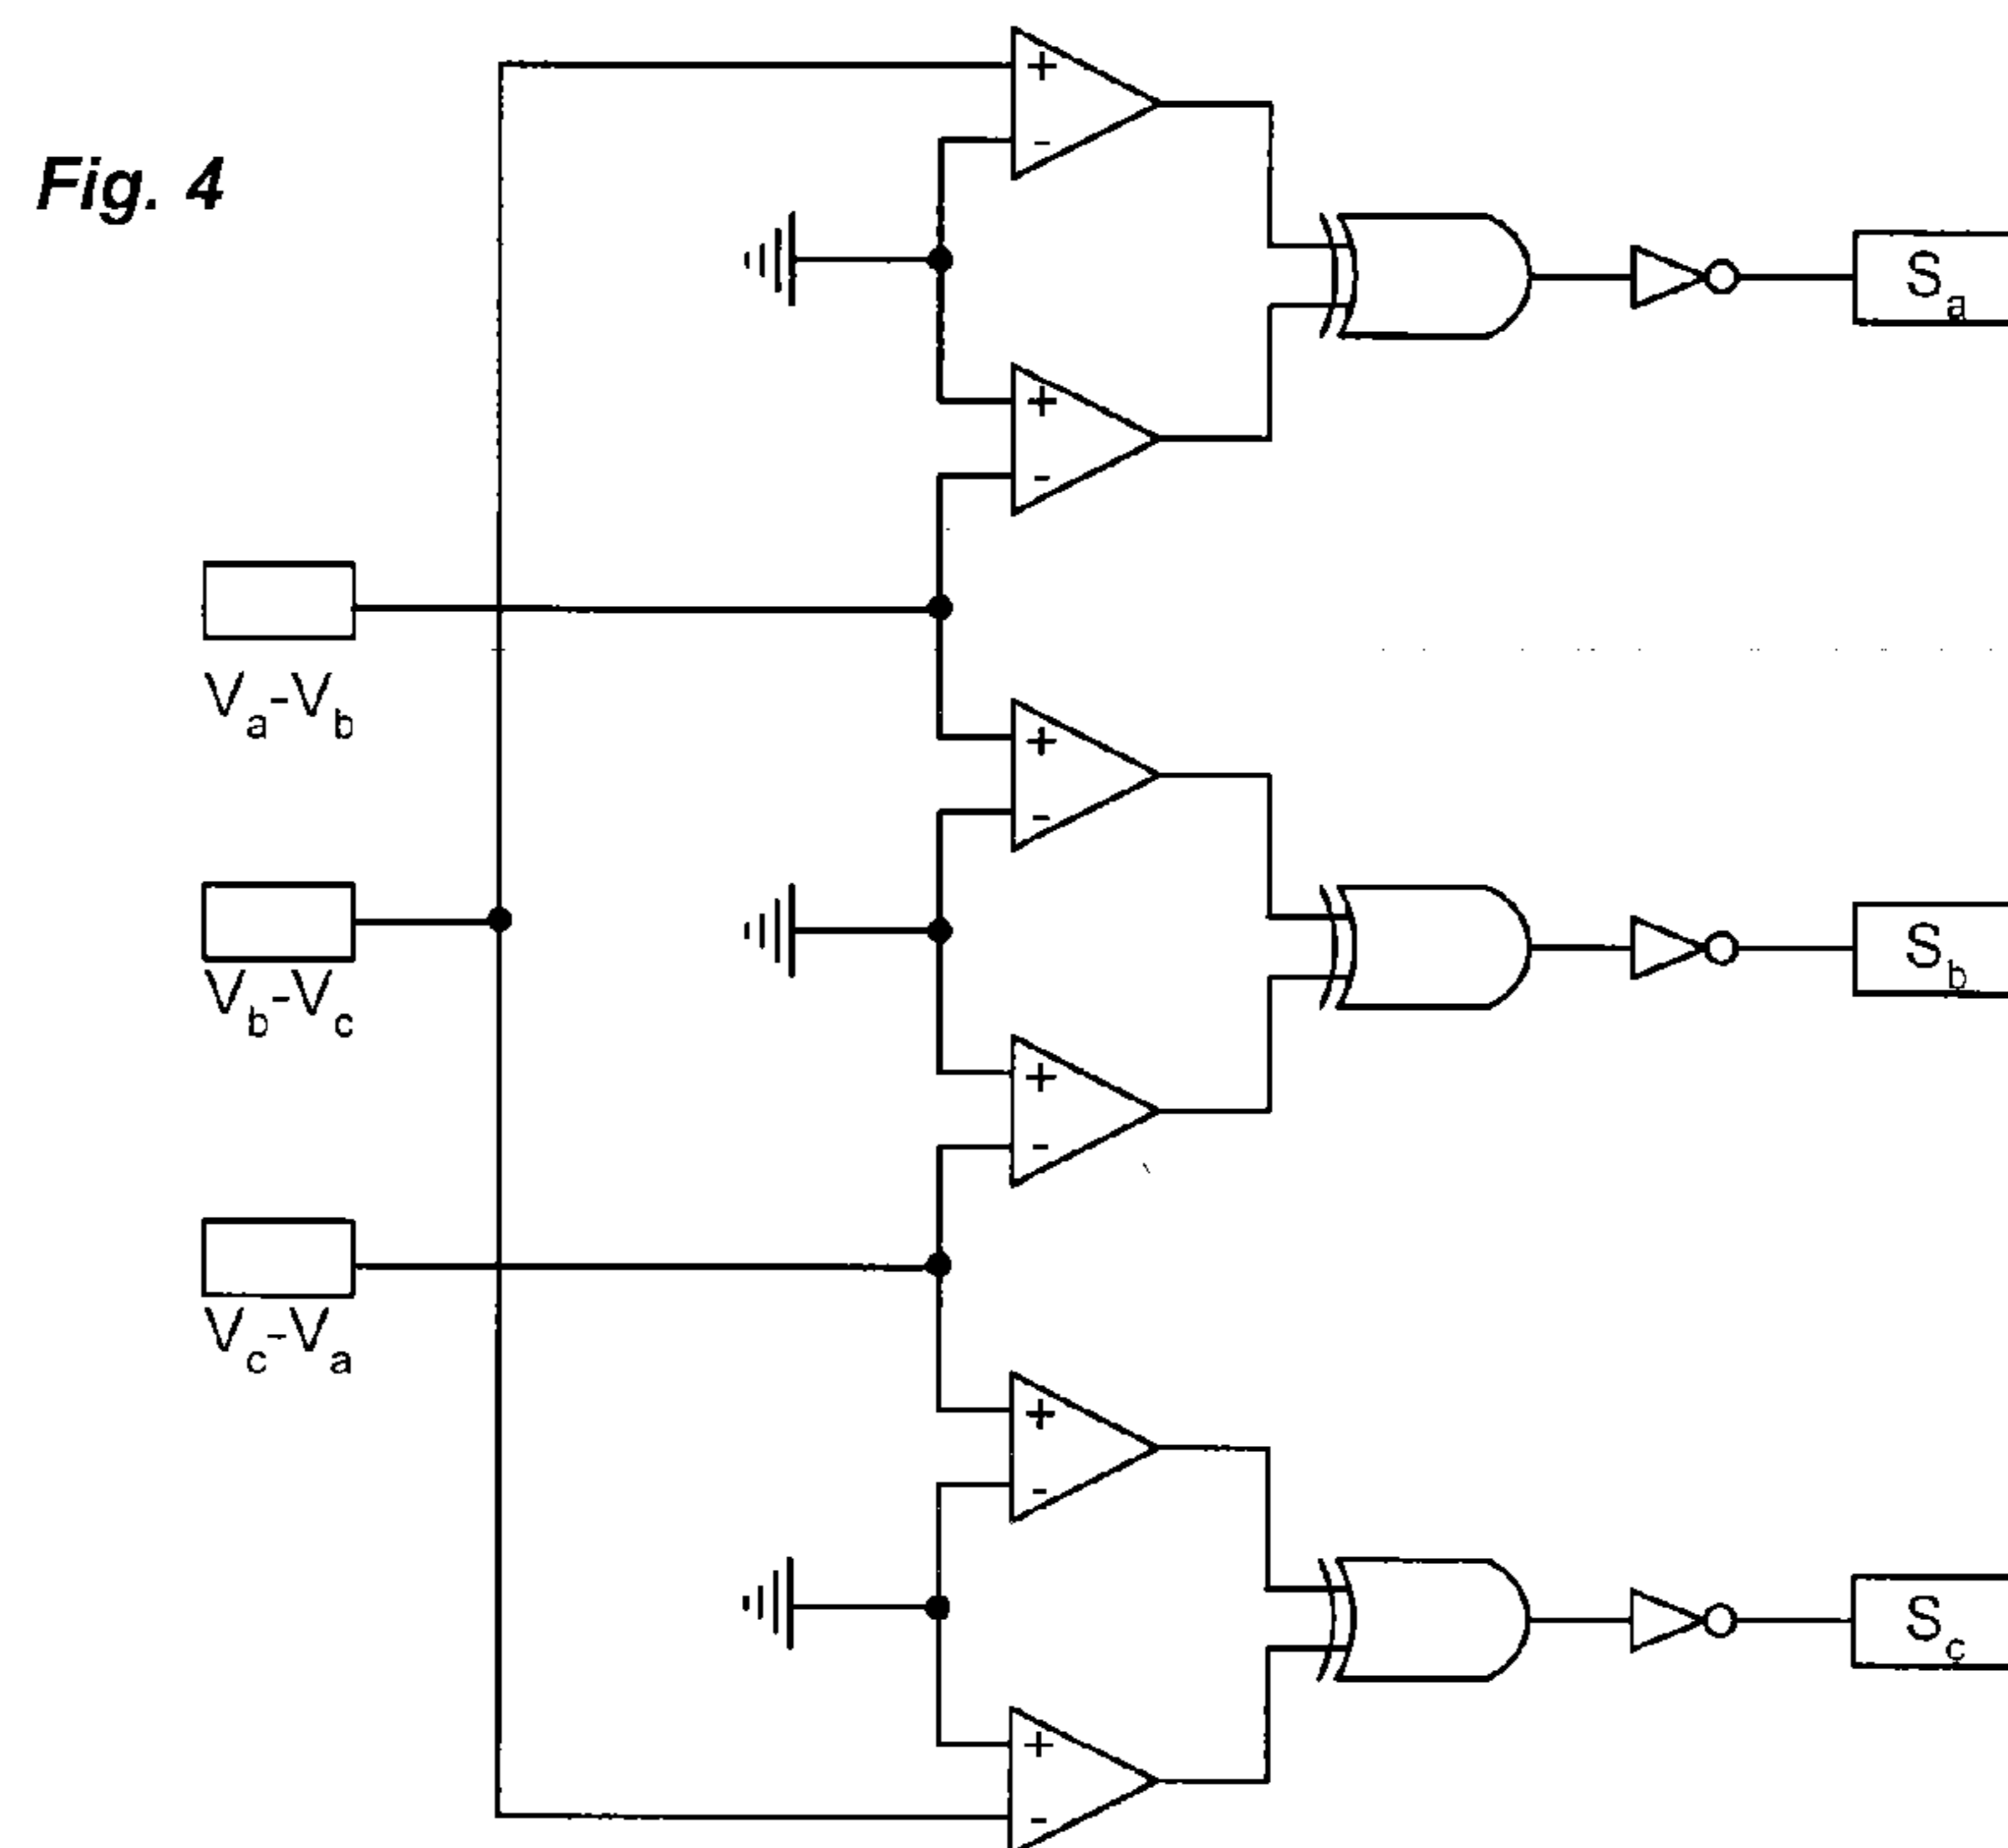 +
-
Fig. 4
Sa
+
-
Va-Vb
+
-
Vb-Vc
Sb
+
-
Vc-Va
+
-
Sc
+
-